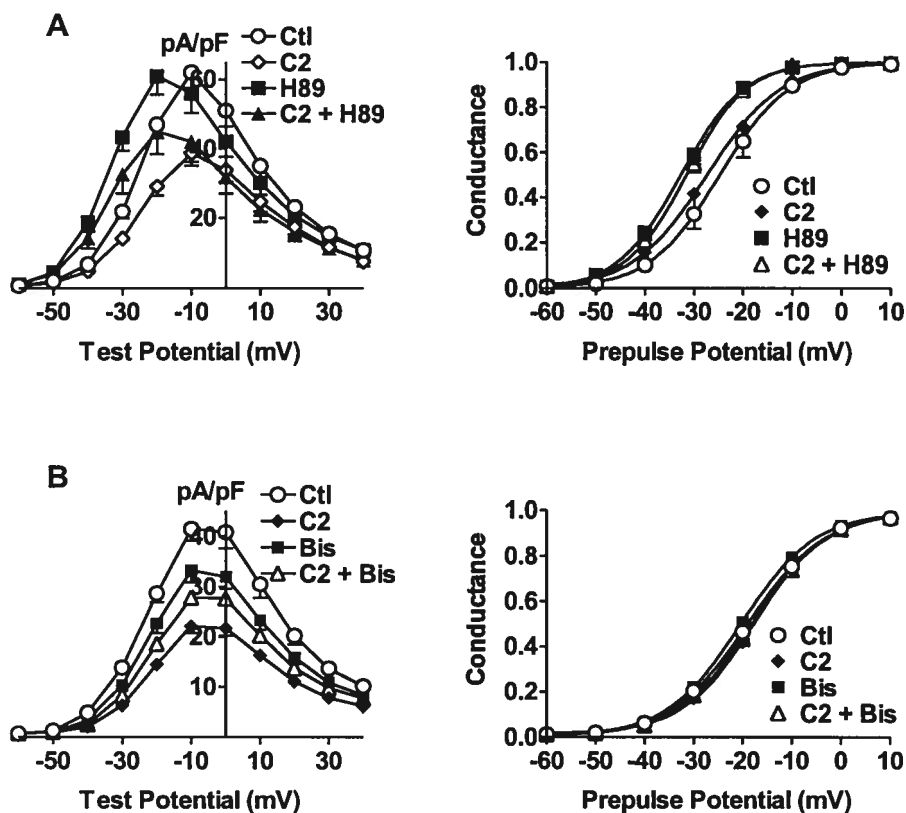 A
pA/pF
Ctl
C2
H89
C2 + H89
60
40
20
-50 -30 -10 10 30
Test Potential (mV)
Conductance
1.0
0.8
0.6
0.4
0.2
0.0
Ctl
C2
H89
C2 + H89
-60 -50 -40 -30 -20 -10 0 10
Prepulse Potential (mV)
B
pA/pF
Ctl
C2
Bis
C2 + Bis
40
30
20
10
-50 -30 -10 10 30
Test Potential (mV)
Conductance
1.0
0.8
0.6
0.4
0.2
0.0
Ctl
C2
Bis
C2 + Bis
-60 -50 -40 -30 -20 -10 0 10
Prepulse Potential (mV)